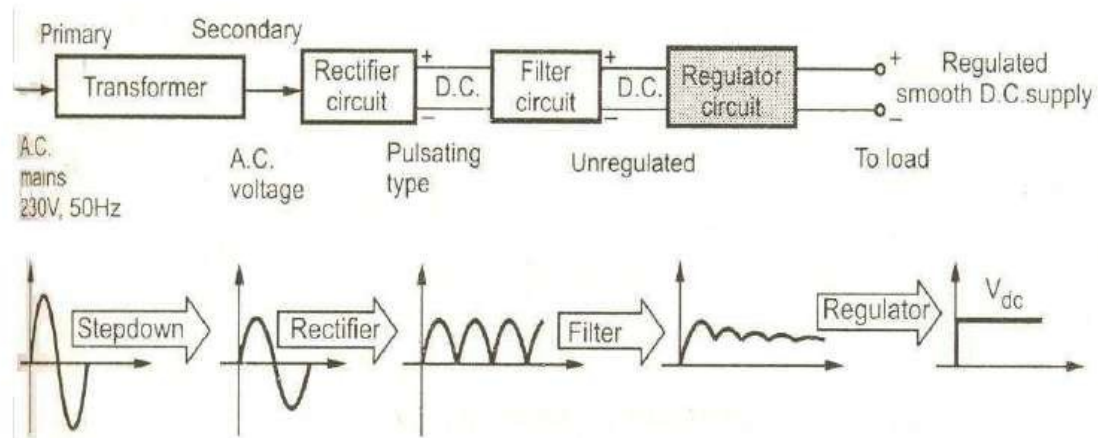 Primary
Secondary
Transformer
Rectifier
circuit
+
D.C.
−
Filter
circuit
+
D.C.
−
Regulator
circuit
+
−
Regulated
smooth D.C.supply
A.C.
mains
230V, 50Hz
A.C.
voltage
Pulsating
type
Unregulated
To load
Stepdown
Rectifier
Filter
Regulator
Vdc